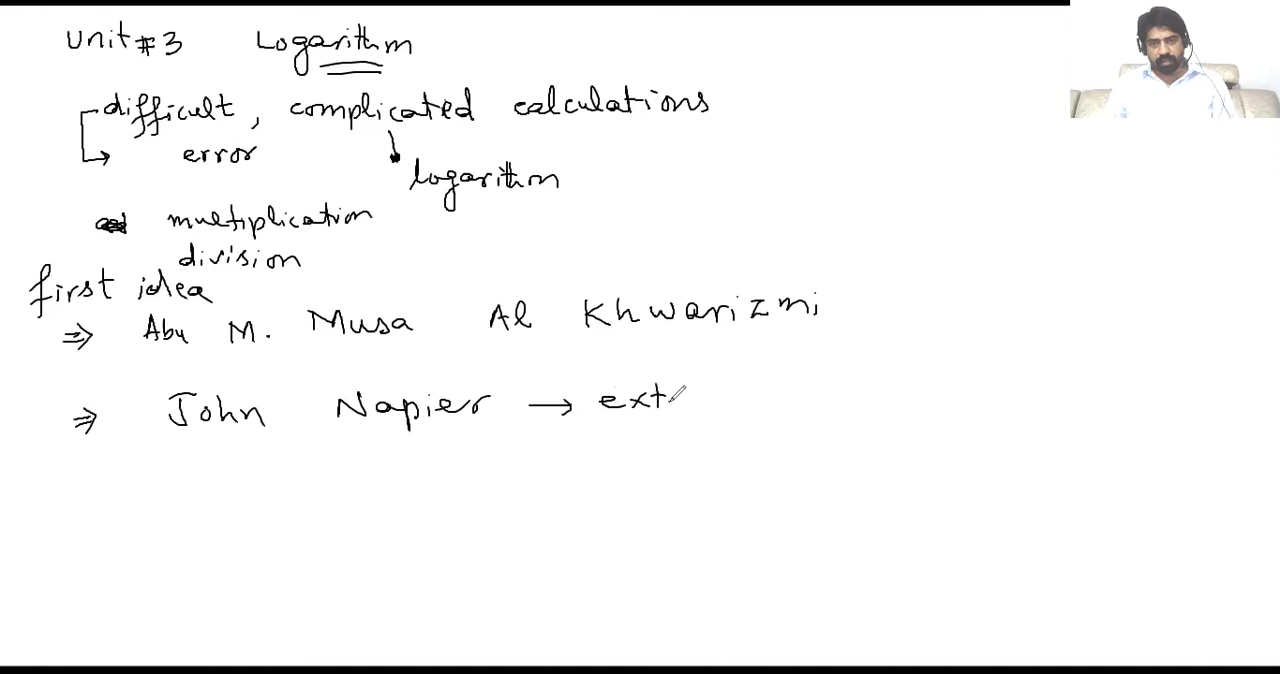 Unit # 3 Logarithm
difficult, complicated calculations
error
logarithm
multiplication
division
first idea
⇒ Abu M. Musa Al Khwarizmi
⇒ John Napier → ext